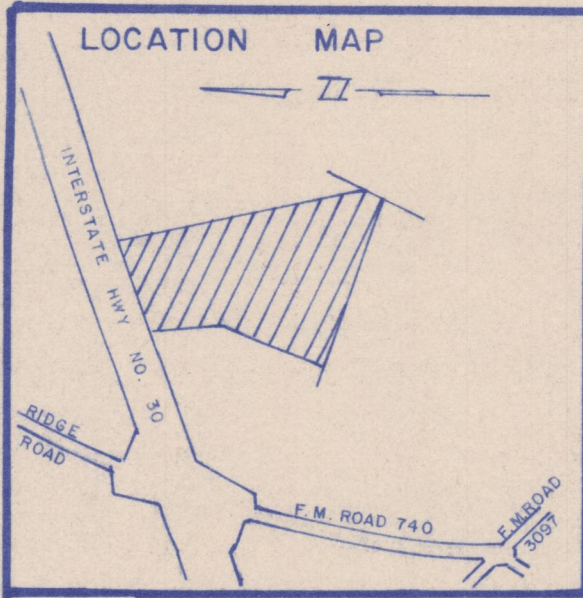 LOCATION MAP
N
INTERSTATE HWY NO. 30
RIDGE
ROAD
F.M. ROAD 740
F.M.ROAD
3097